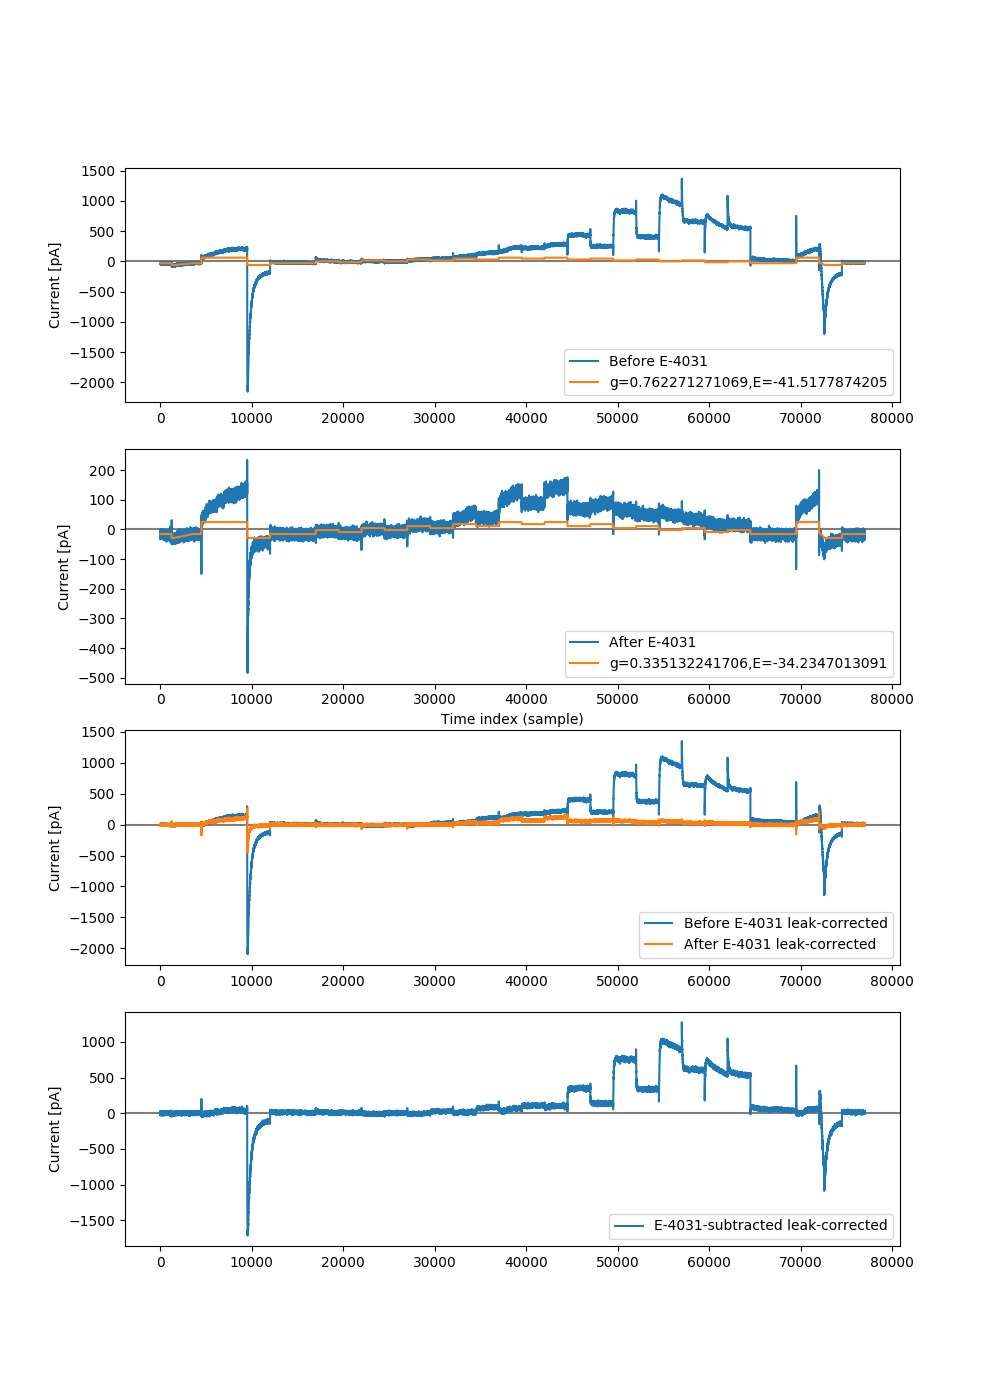 1500
1000
500
0
−500
−1000
−1500
−2000
Current [pA]
Before E-4031
g=0.762271271069,E=-41.5177874205
0 10000 20000 30000 40000 50000 60000 70000 80000
200
100
0
−100
−200
−300
−400
−500
Current [pA]
After E-4031
g=0.335132241706,E=-34.2347013091
0 10000 20000 30000 40000 50000 60000 70000 80000
Time index (sample)
1500
1000
500
0
−500
−1000
−1500
−2000
Current [pA]
Before E-4031 leak-corrected
After E-4031 leak-corrected
0 10000 20000 30000 40000 50000 60000 70000 80000
1000
500
0
−500
−1000
−1500
Current [pA]
E-4031-subtracted leak-corrected
0 10000 20000 30000 40000 50000 60000 70000 80000